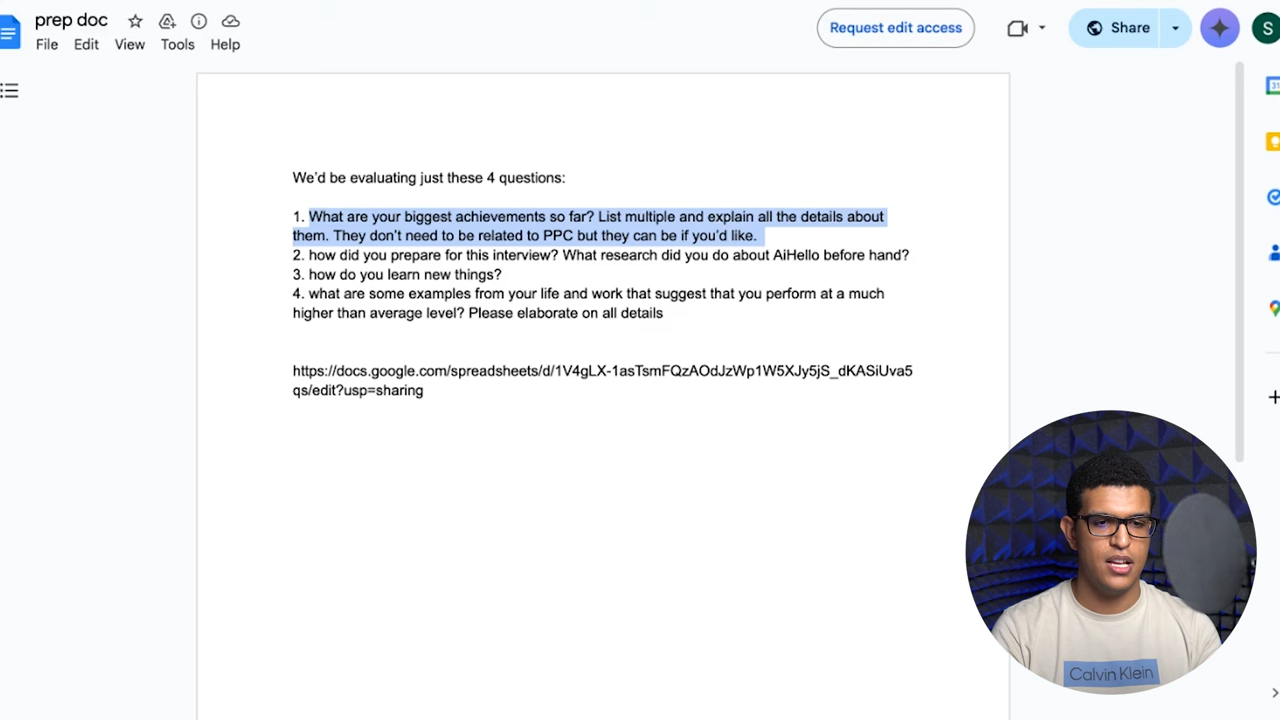 prep doc
File Edit View Tools Help
Request edit access
Share
S
31
We'd be evaluating just these 4 questions:
1. What are your biggest achievements so far? List multiple and explain all the details about
them. They don't need to be related to PPC but they can be if you'd like.
2. how did you prepare for this interview? What research did you do about AiHello before hand?
3. how do you learn new things?
4. what are some examples from your life and work that suggest that you perform at a much
higher than average level? Please elaborate on all details
https://docs.google.com/spreadsheets/d/1V4gLX-1asTsmFQzAOdJzWp1W5XJy5jS_dKASiUva5
qs/edit?usp=sharing
Calvin Klein